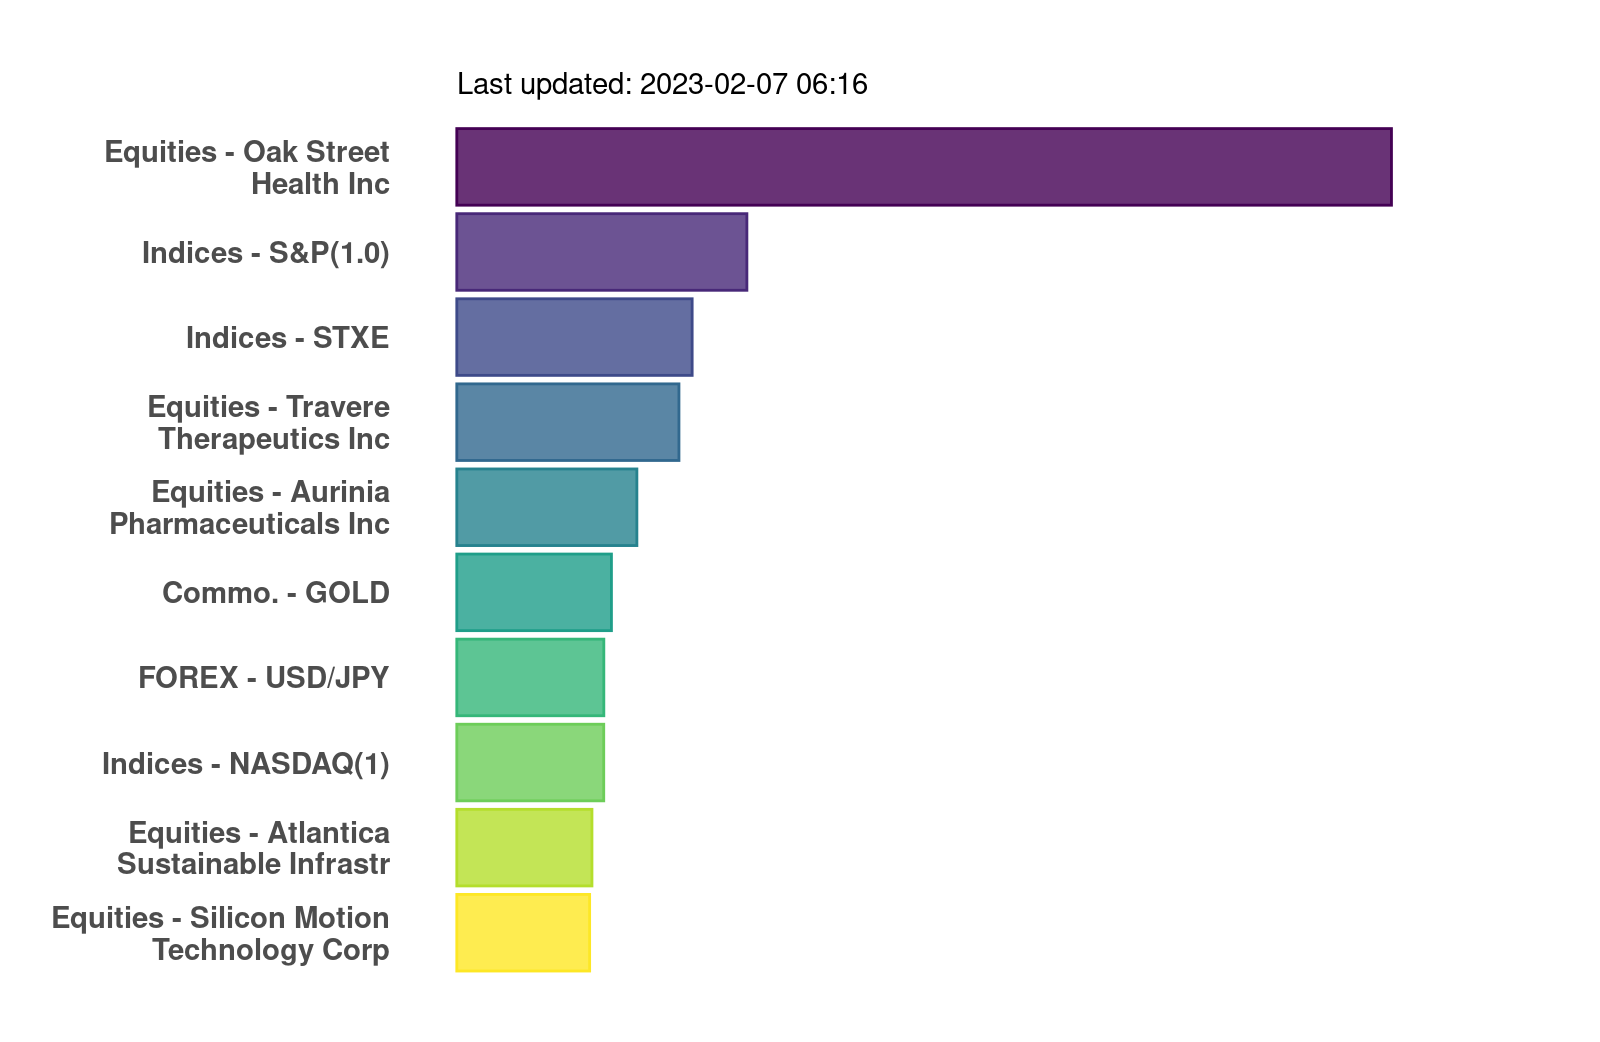 Last updated: 2023-02-07 06:16
Equities - Oak Street
Health Inc
Indices - S&P(1.0)
Indices - STXE
Equities - Travere
Therapeutics Inc
Equities - Aurinia
Pharmaceuticals Inc
Commo. - GOLD
FOREX - USD/JPY
Indices - NASDAQ(1)
Equities - Atlantica
Sustainable Infrastr
Equities - Silicon Motion
Technology Corp